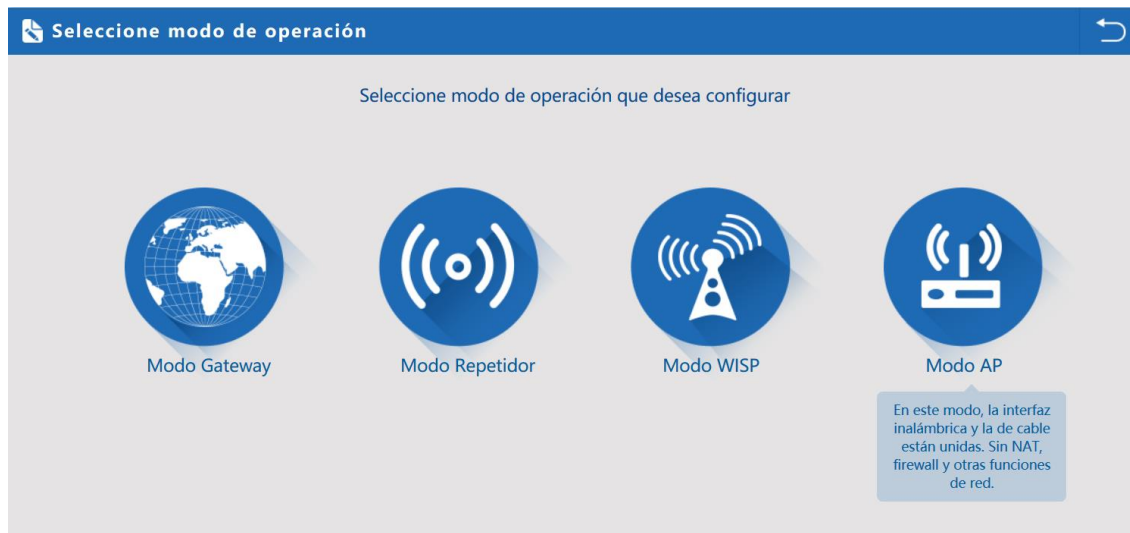 Seleccione modo de operación
Seleccione modo de operación que desea configurar
Modo Gateway
Modo Repetidor
Modo WISP
Modo AP
En este modo, la interfaz
inalámbrica y la de cable
están unidas. Sin NAT,
firewall y otras funciones
de red.